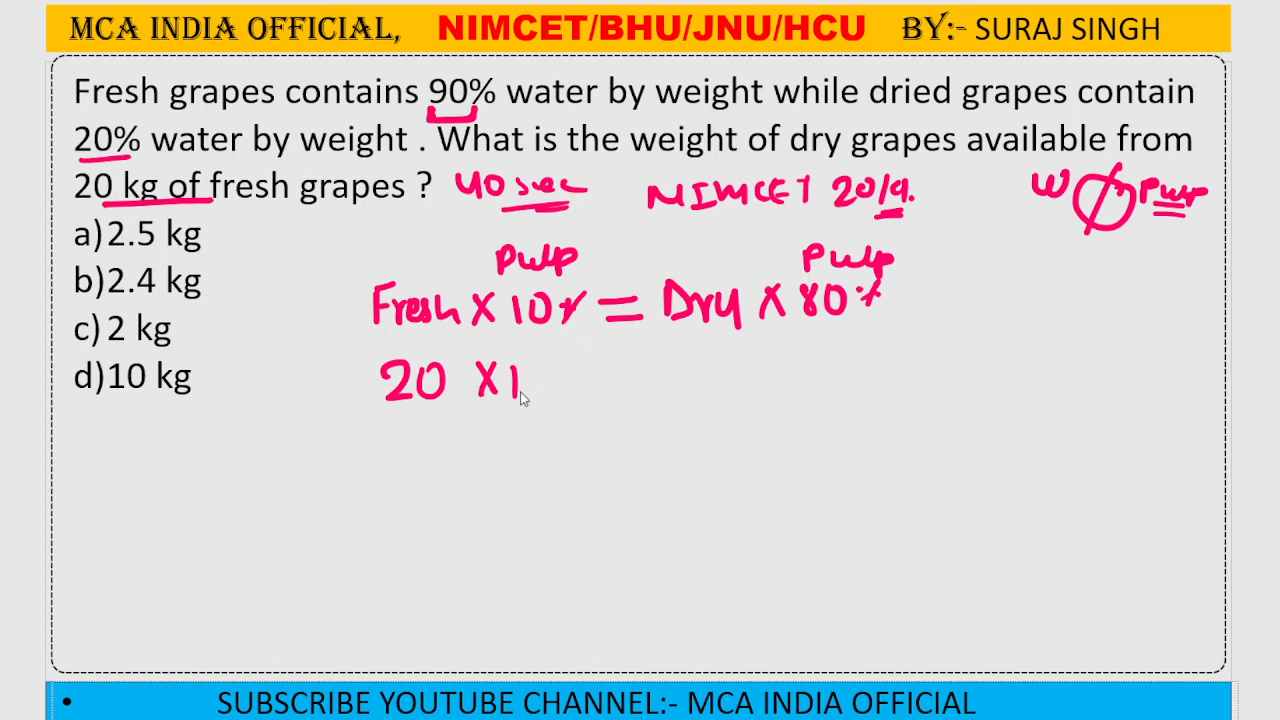 MCA INDIA OFFICIAL, NIMCET/BHU/JNU/HCU BY:- SURAJ SINGH
Fresh grapes contains 90% water by weight while dried grapes contain
20% water by weight . What is the weight of dry grapes available from
20 kg of fresh grapes ? 40 sec NIMCET 2019. W Pulp
a)2.5 kg
b)2.4 kg
c)2 kg
d)10 kg
Pulp Pulp
Fresh X 10% = Dry X 80%
20 X 1
• SUBSCRIBE YOUTUBE CHANNEL:- MCA INDIA OFFICIAL